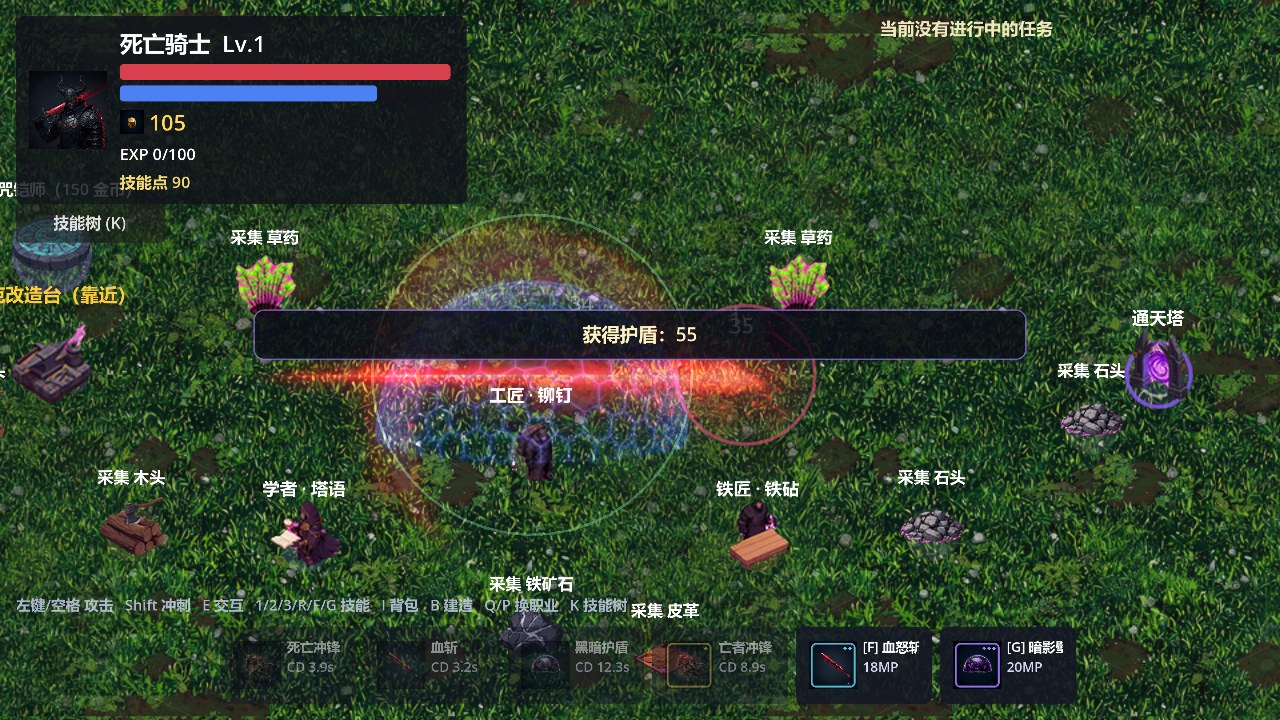 死亡骑士 Lv.1
当前没有进行中的任务
105
EXP 0/100
技能点 90
(150 金币)
技能树 (K)
采集 草药
采集 草药
改造台（靠近）
获得护盾：55
35
通天塔
采集 石头
工匠 · 铆钉
采集 木头
学者 · 塔语
铁匠 · 铁砧
采集 石头
采集 铁矿石
左键/空格 攻击 Shift 冲刺 E 交互 1/2/3/R/F/G 技能 I 背包 B 建造 Q/P 换职业 K 技能树
采集 皮革
死亡冲锋
CD 3.9s
血斩
CD 3.2s
黑暗护盾
CD 12.3s
亡者冲锋
CD 8.9s
[F] 血怒斩
18MP
[G] 暗影
20MP